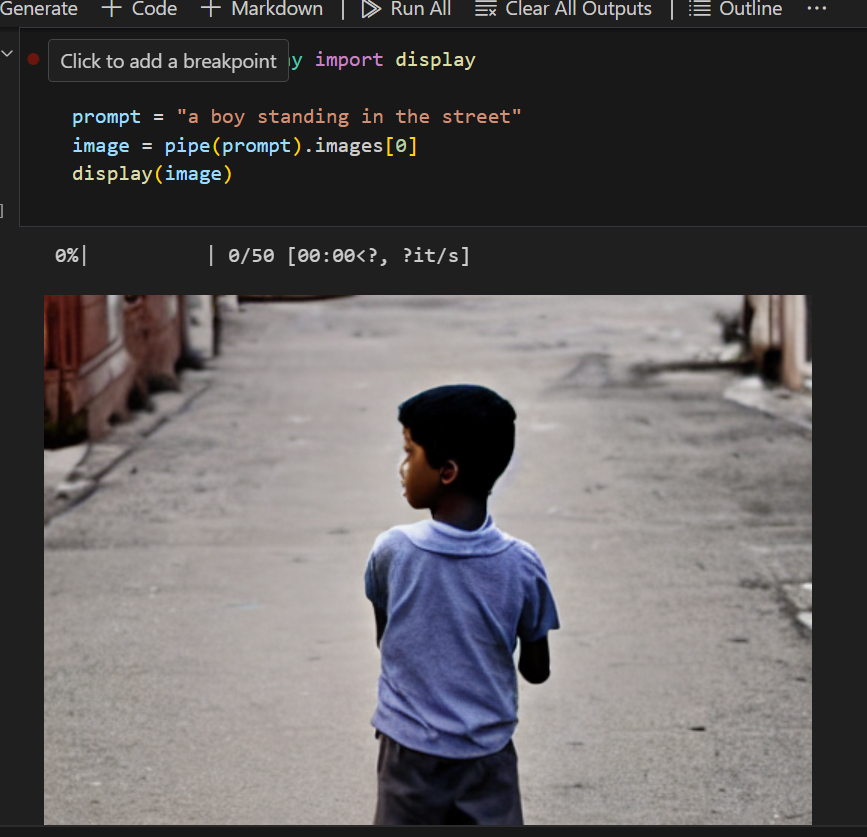 Generate + Code + Markdown | Run All Clear All Outputs | Outline ...
Click to add a breakpoint y import display
prompt = "a boy standing in the street"
image = pipe(prompt).images[0]
display(image)
]
0%| | 0/50 [00:00<?, ?it/s]